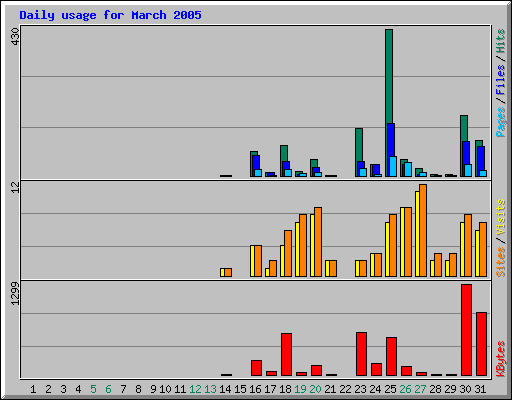 Daily usage for March 2005
430
Pages / Files / Hits
12
Sites / Visits
1299
KBytes
1 2 3 4 5 6 7 8 9 10 11 12 13 14 15 16 17 18 19 20 21 22 23 24 25 26 27 28 29 30 31